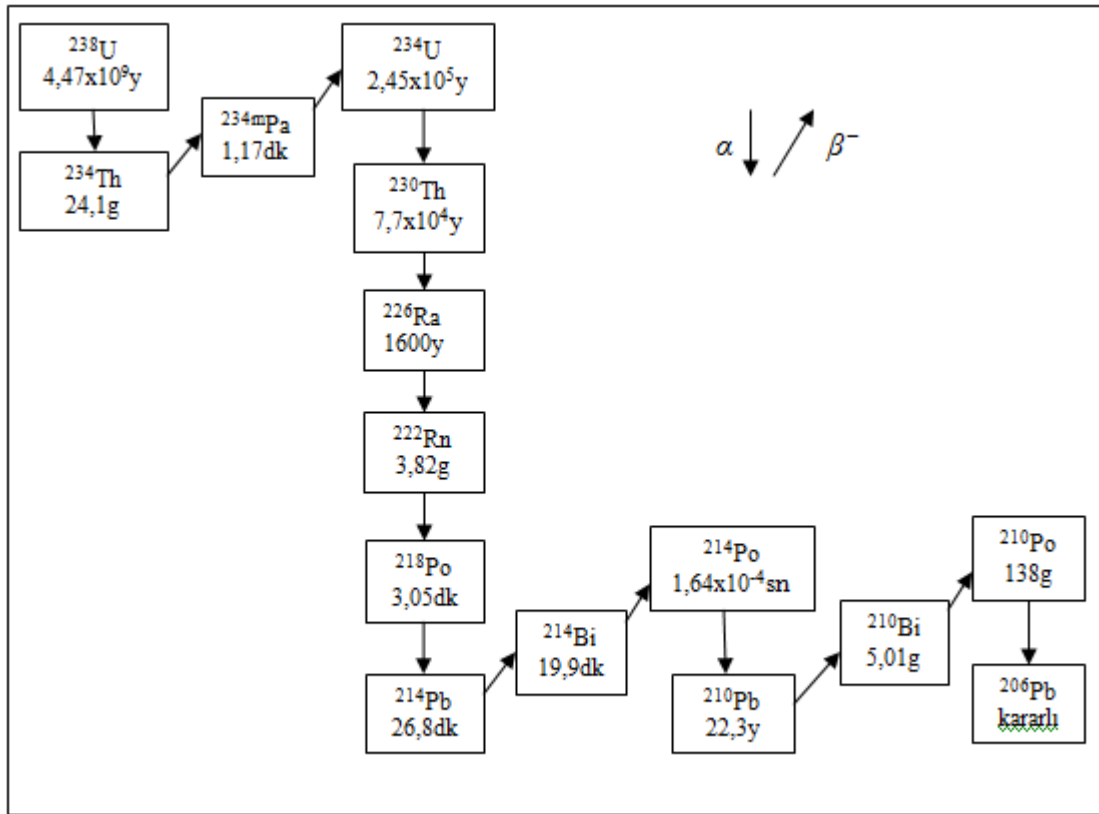 ²³⁸U
4,47x10⁹y
²³⁴Th
24,1g
²³⁴ᵐPa
1,17dk
²³⁴U
2,45x10⁵y
α
β⁻
²³⁰Th
7,7x10⁴y
²²⁶Ra
1600y
²²²Rn
3,82g
²¹⁸Po
3,05dk
²¹⁴Pb
26,8dk
²¹⁴Bi
19,9dk
²¹⁴Po
1,64x10⁻⁴sn
²¹⁰Pb
22,3y
²¹⁰Bi
5,01g
²¹⁰Po
138g
²⁰⁶Pb
kararlı